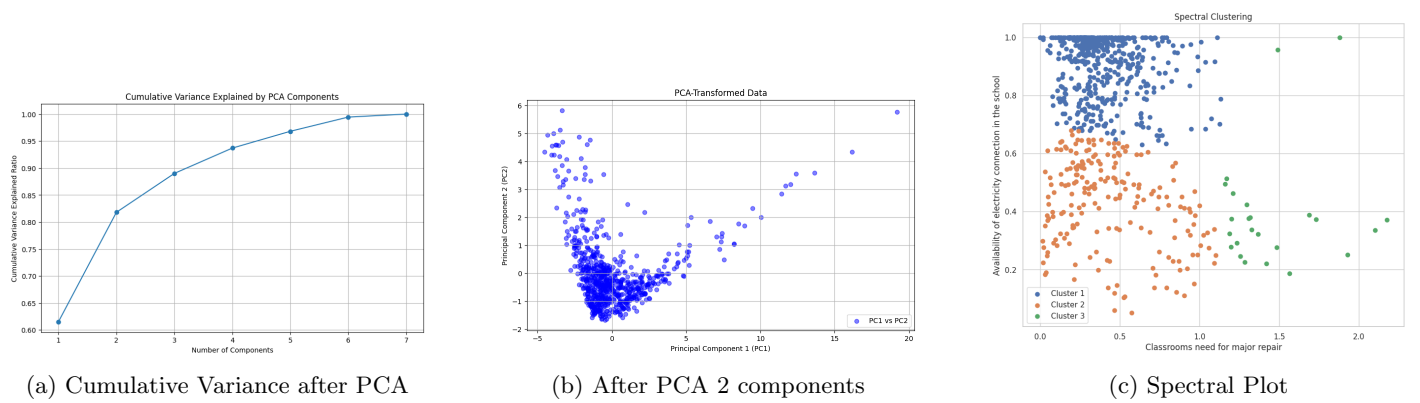 Cumulative Variance Explained by PCA Components
Cumulative Variance Explained Ratio
1.00
0.95
0.90
0.85
0.80
0.75
0.70
0.65
0.60
1 2 3 4 5 6 7
Number of Components
(a) Cumulative Variance after PCA
PCA-Transformed Data
Principal Component 2 (PC2)
6
5
4
3
2
1
0
−1
−2
−5 0 5 10 15 20
PC1 vs PC2
Principal Component 1 (PC1)
(b) After PCA 2 components
Spectral Clustering
Availability of electricity connection in the school
1.0
0.8
0.6
0.4
0.2
Cluster 1
Cluster 2
Cluster 3
0.0 0.5 1.0 1.5 2.0
Classrooms need for major repair
(c) Spectral Plot